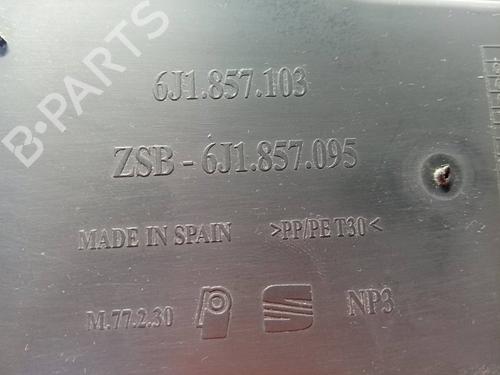 B-PARTS
6J1.857.103
ZSB - 6J1.857.095
MADE IN SPAIN >PP/PE T30<
M.77.2.30 NP3